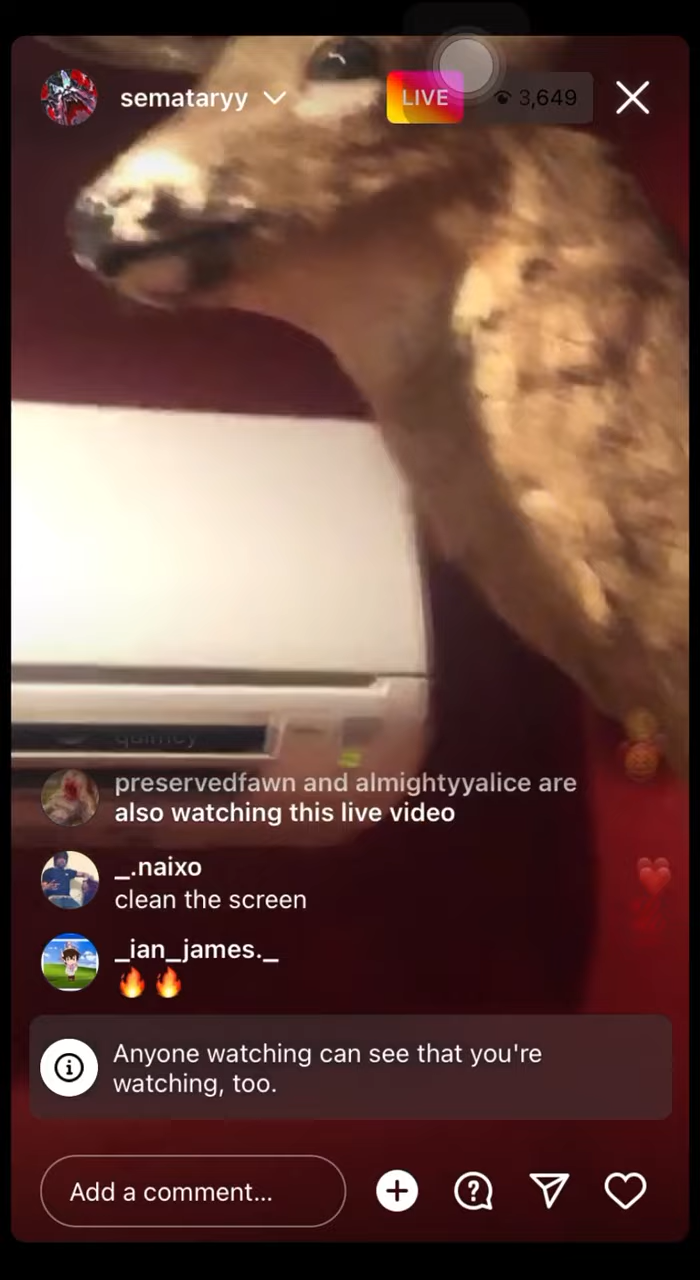 semataryy
LIVE
3,649
quincy
preservedfawn and almightyyalice are
also watching this live video
_.naixo
clean the screen
_ian_james._
🔥🔥
Anyone watching can see that you're
watching, too.
Add a comment...